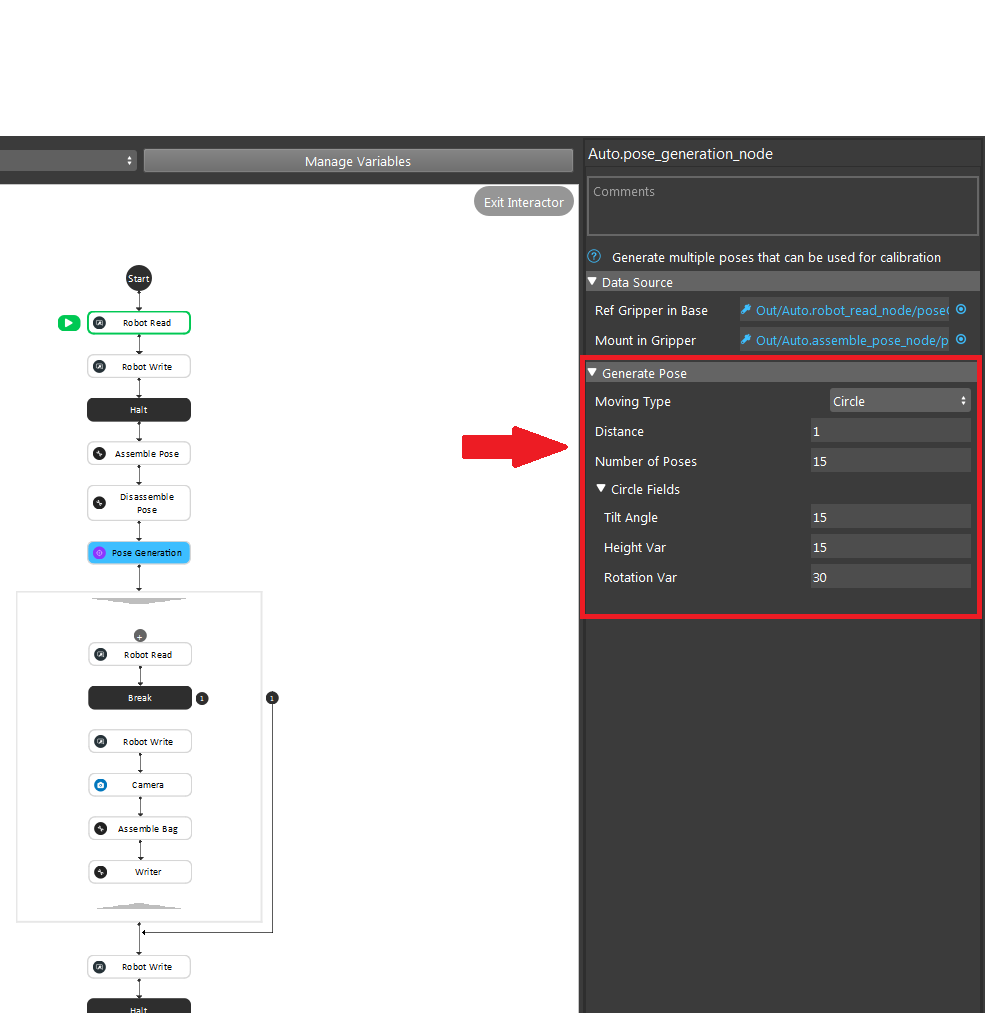 Manage Variables
Exit Interactor
Start
Robot Read
Robot Write
Halt
Assemble Pose
Disassemble
Pose
Pose Generation
+
Robot Read
Break
1
1
Robot Write
Camera
Assemble Bag
Writer
Robot Write
Halt
Auto.pose_generation_node
Comments
? Generate multiple poses that can be used for calibration
Data Source
Ref Gripper in Base Out/Auto.robot_read_node/pose
Mount in Gripper Out/Auto.assemble_pose_node/p
Generate Pose
Moving Type Circle
Distance 1
Number of Poses 15
Circle Fields
Tilt Angle 15
Height Var 15
Rotation Var 30